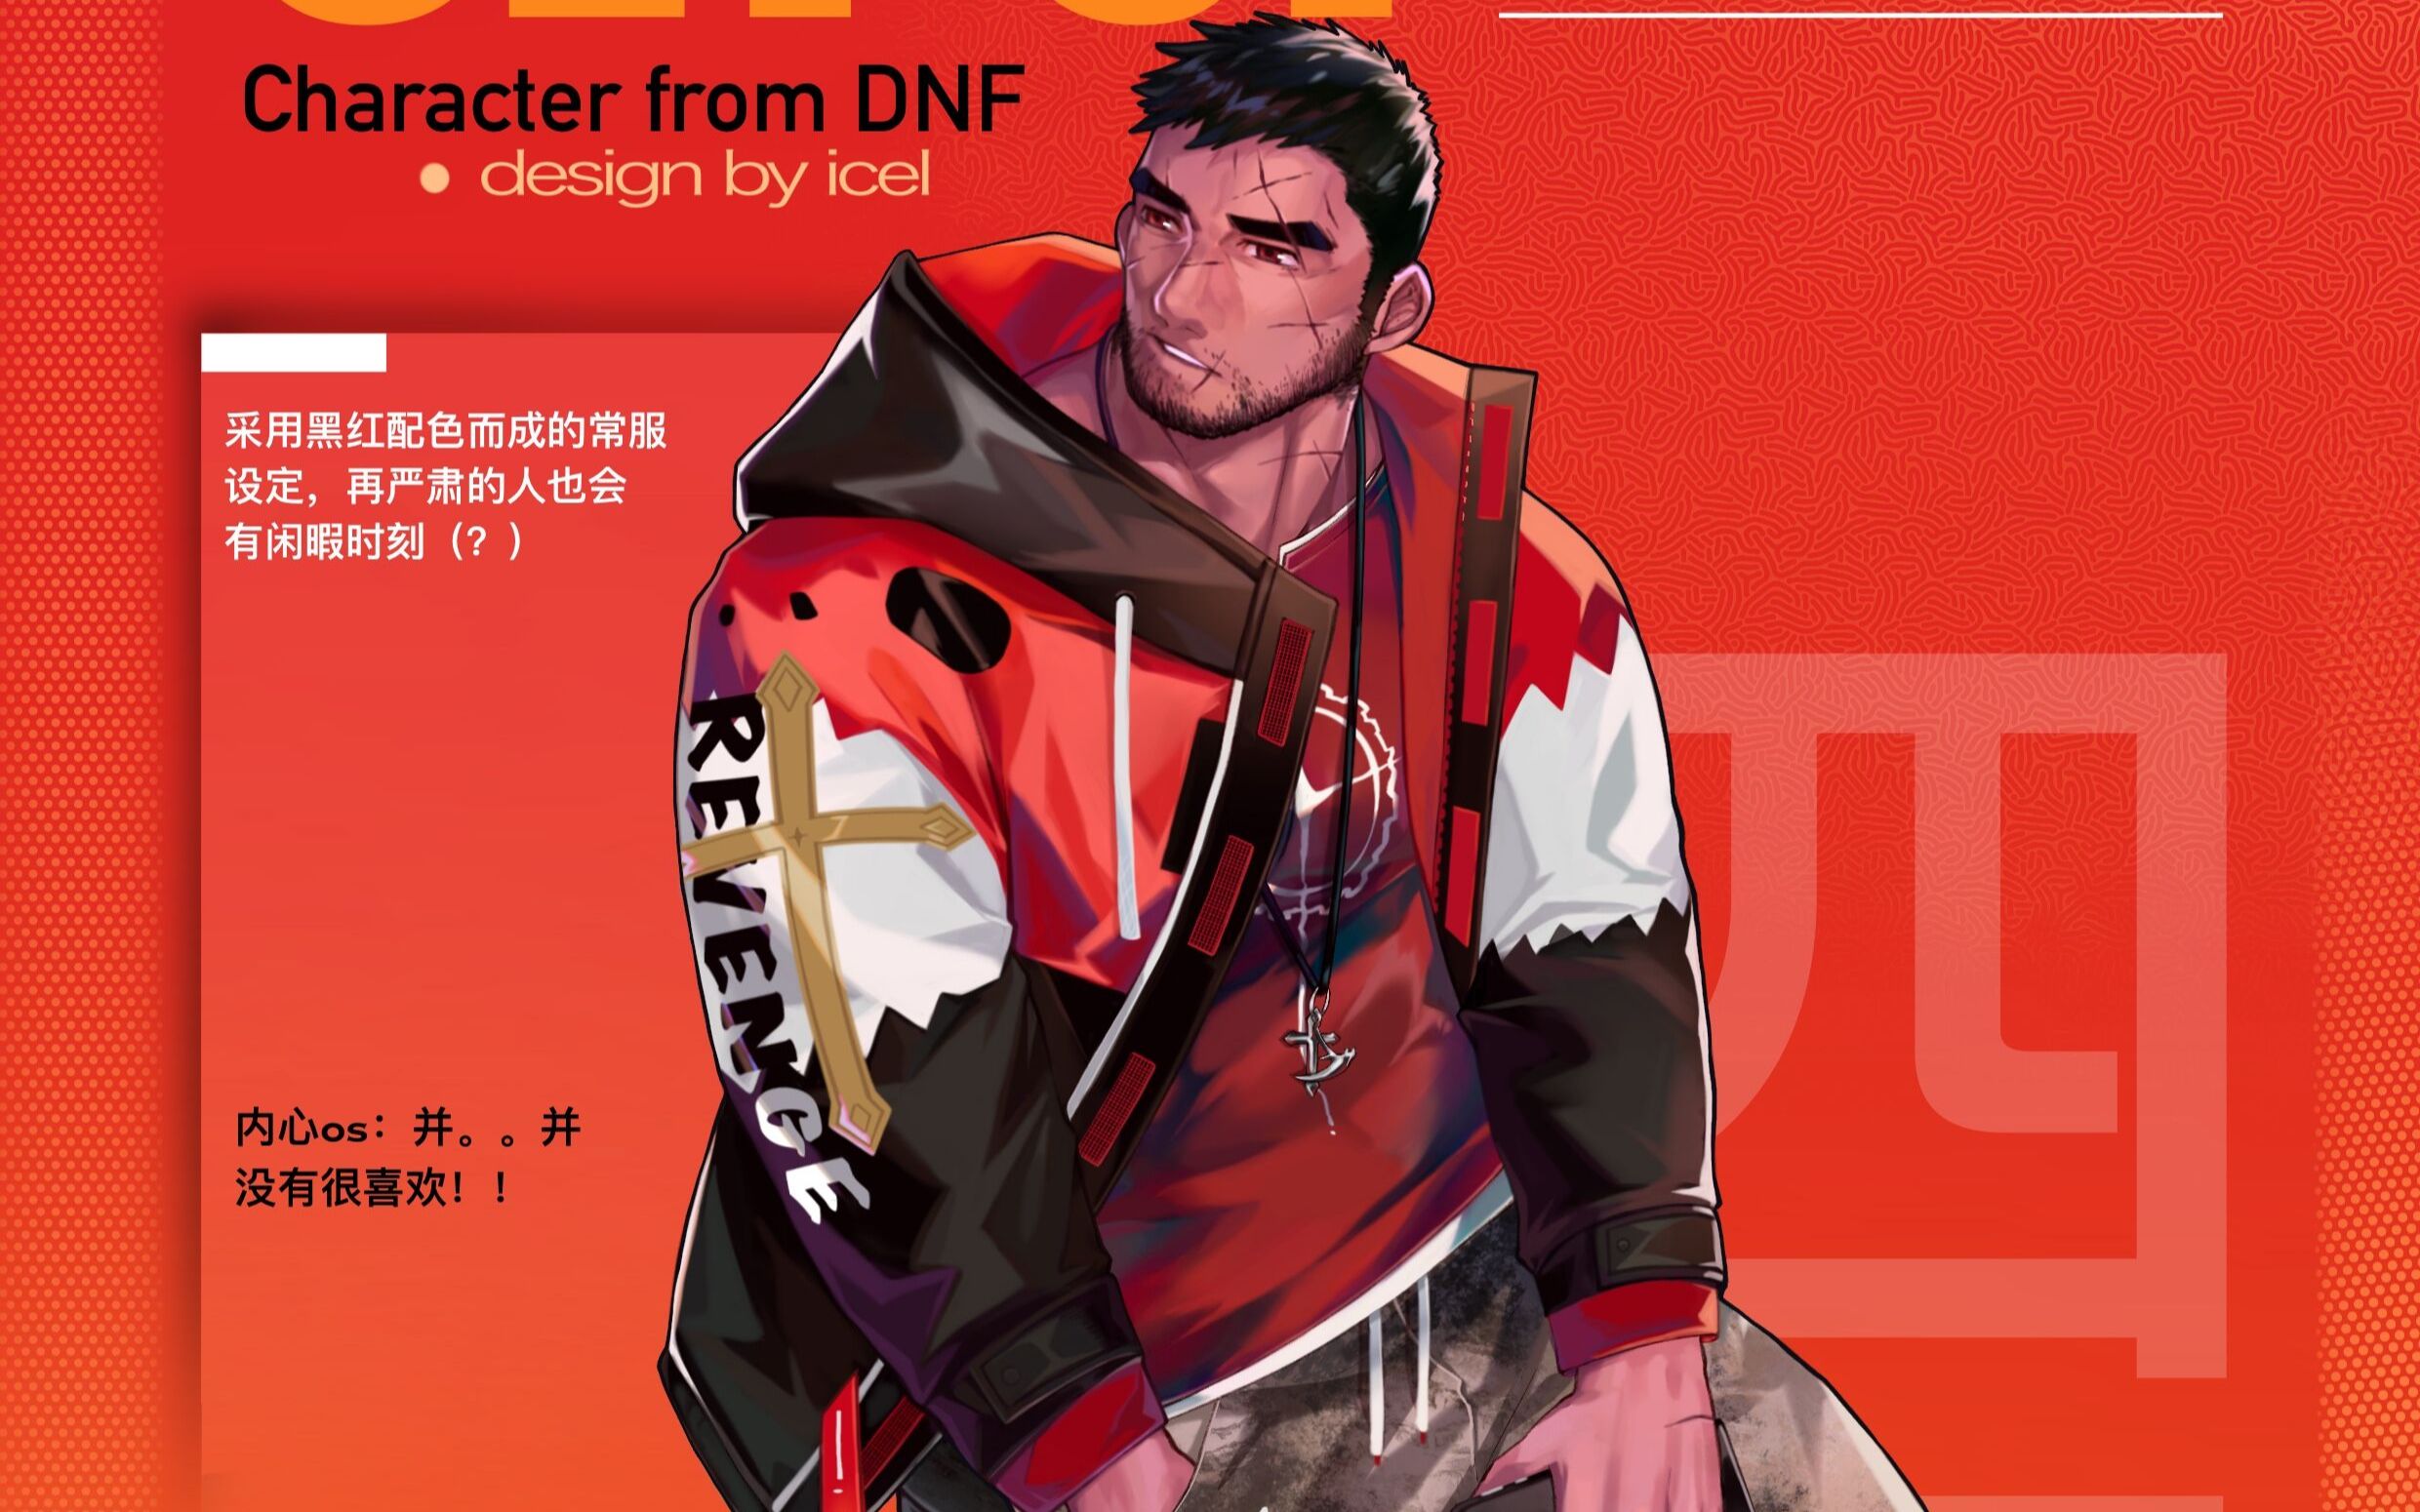 Character from DNF
design by icel
采用黑红配色而成的常服
设定，再严肃的人也会
有闲暇时刻（？）
REVENGE
内心os：并。。并
没有很喜欢！！